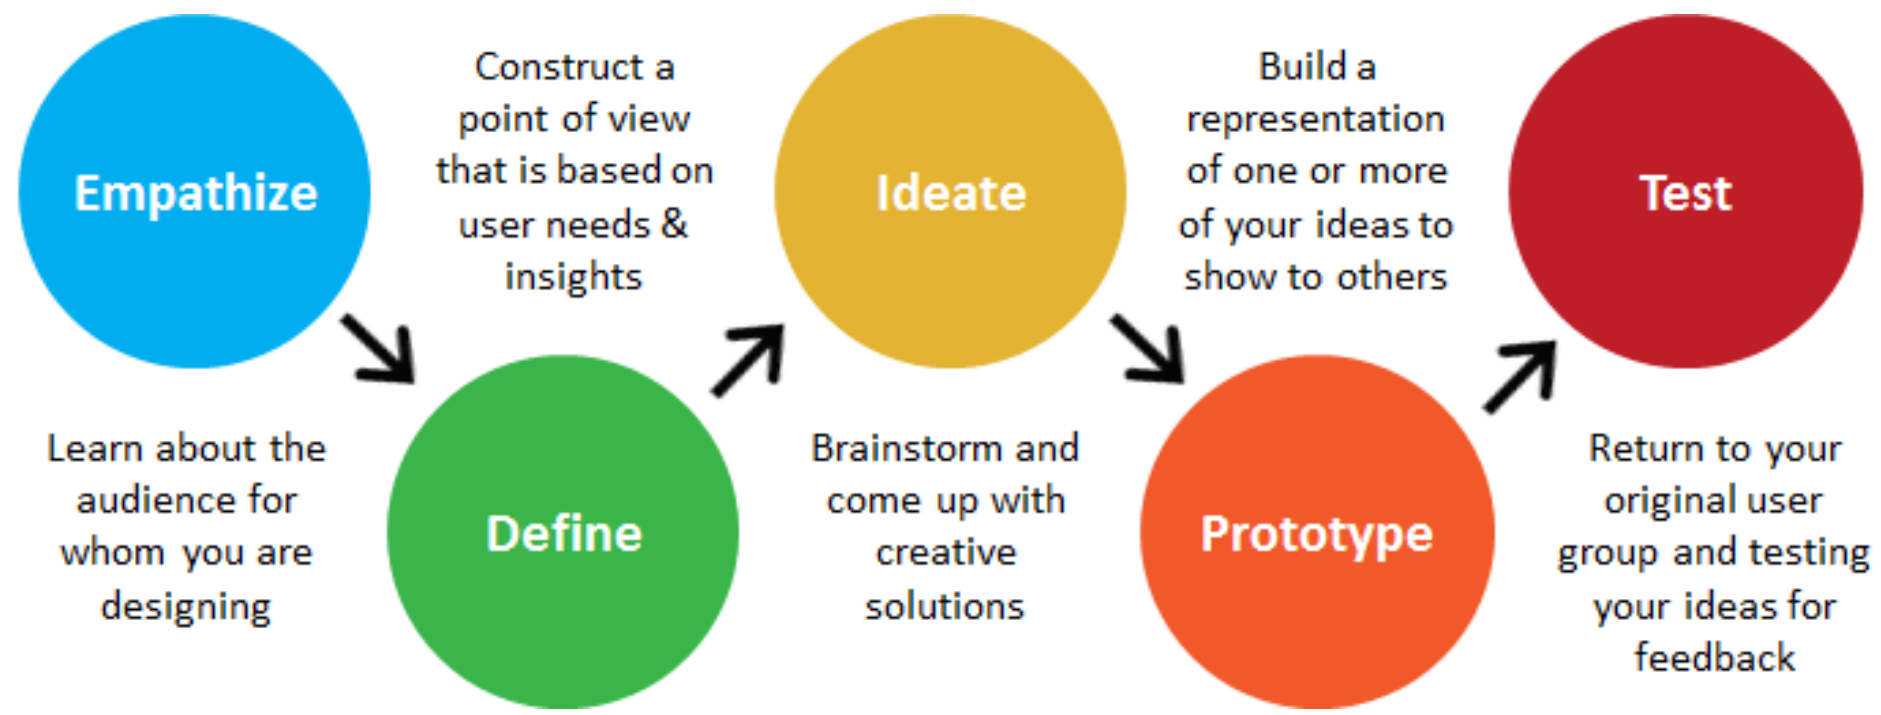 Empathize
Learn about the
audience for
whom you are
designing
Define
Construct a
point of view
that is based on
user needs &
insights
Ideate
Brainstorm and
come up with
creative
solutions
Prototype
Build a
representation
of one or more
of your ideas to
show to others
Test
Return to your
original user
group and testing
your ideas for
feedback